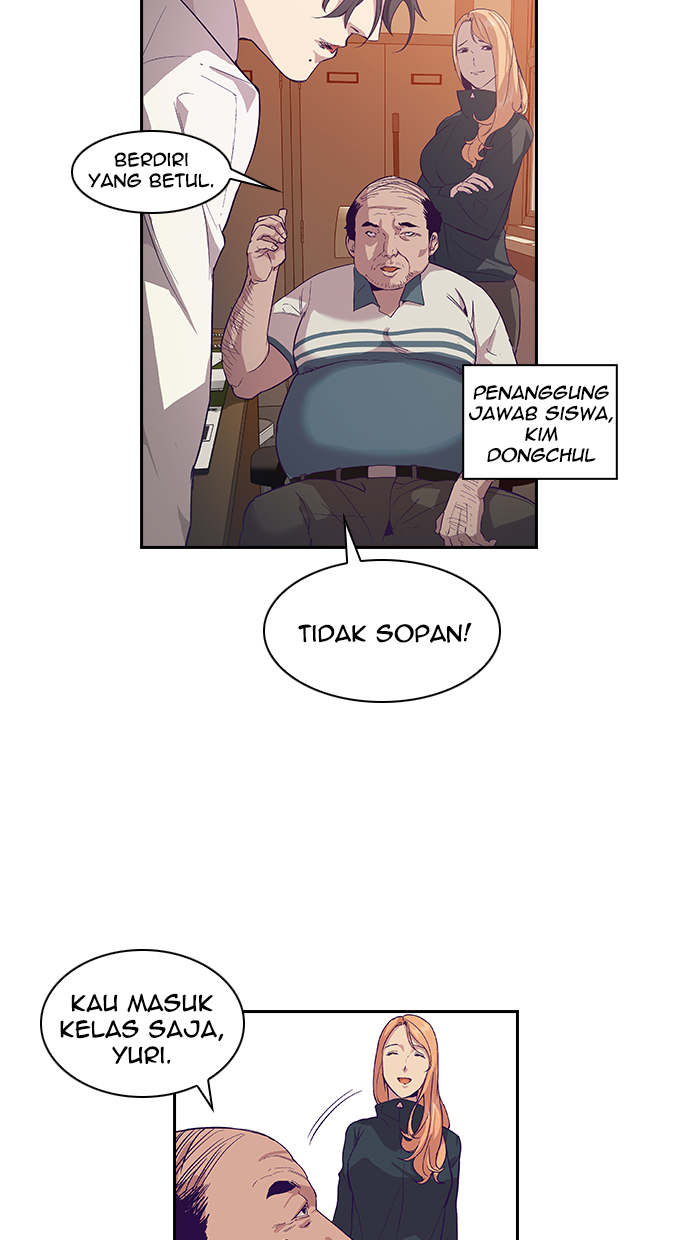 BERDIRI
YANG BETUL.
PENANGGUNG
JAWAB SISWA,
KIM
DONGCHUL
TIDAK SOPAN!
KAU MASUK
KELAS SAJA,
YURI.